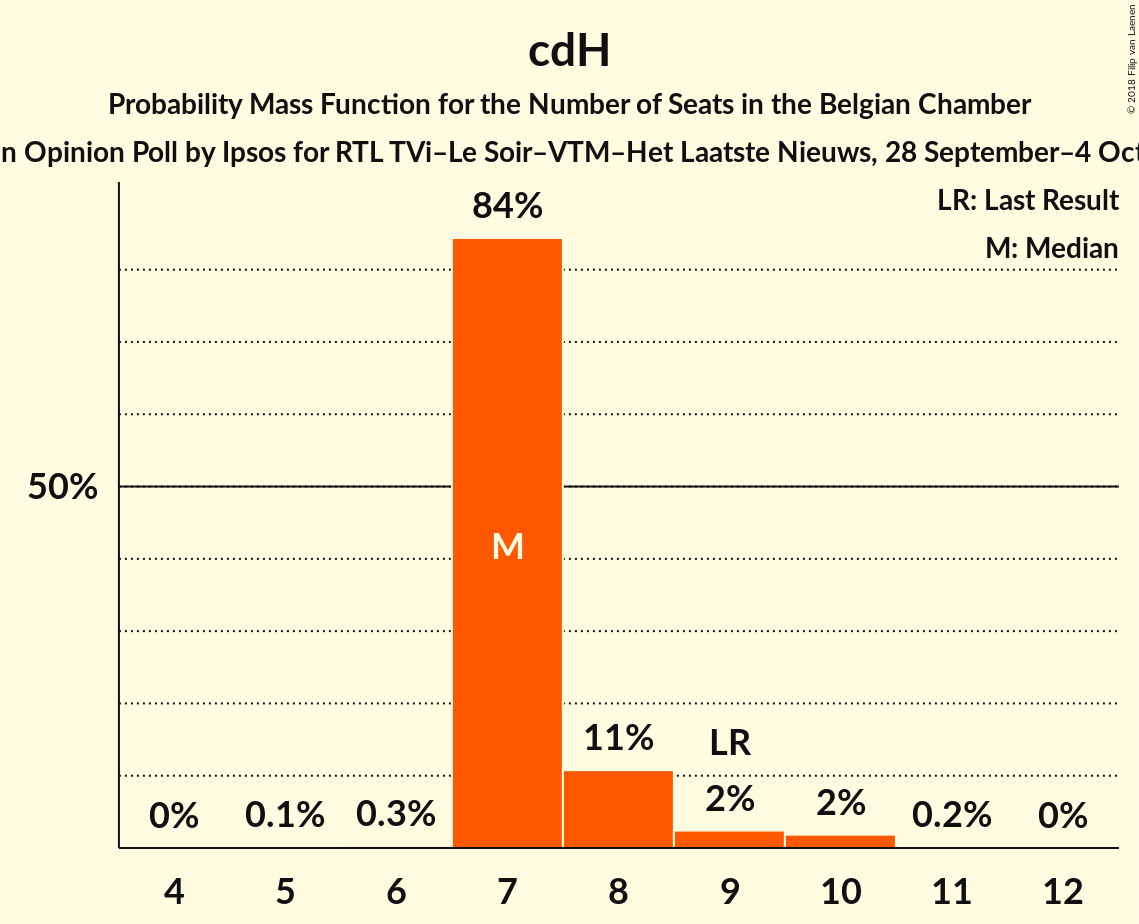 cdH
Probability Mass Function for the Number of Seats in the Belgian Chamber
n Opinion Poll by Ipsos for RTL TVi–Le Soir–VTM–Het Laatste Nieuws, 28 September–4 Oct
© 2018 Filip van Laenen
LR: Last Result
M: Median
84%
50%
M
11%
LR
0%
0.1%
0.3%
2%
2%
0.2%
0%
4 5 6 7 8 9 10 11 12